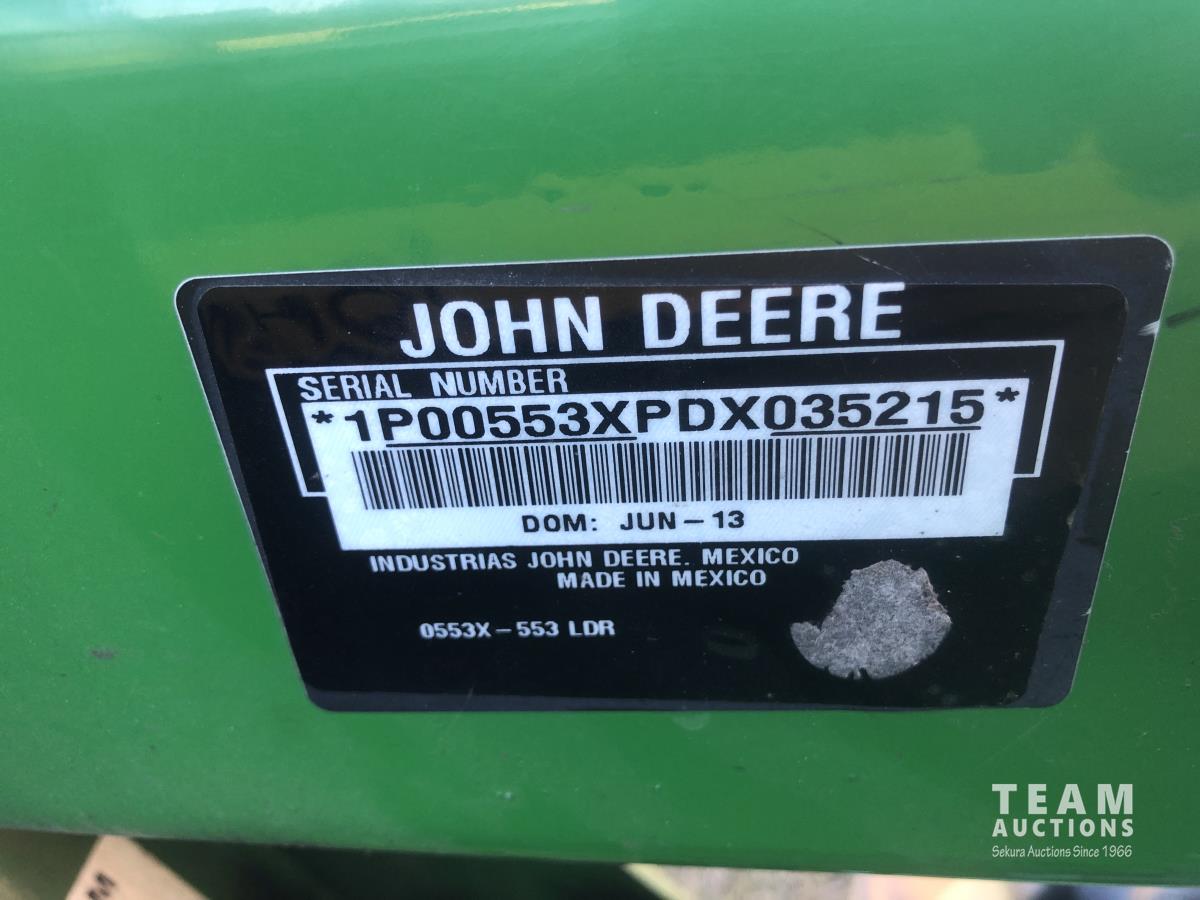 JOHN DEERE
SERIAL NUMBER
*1P00553XPDX035215*
DOM: JUN-13
INDUSTRIAS JOHN DEERE. MEXICO
MADE IN MEXICO
0553X-553 LDR
TEAM
AUCTIONS
Sekura Auctions Since 1966